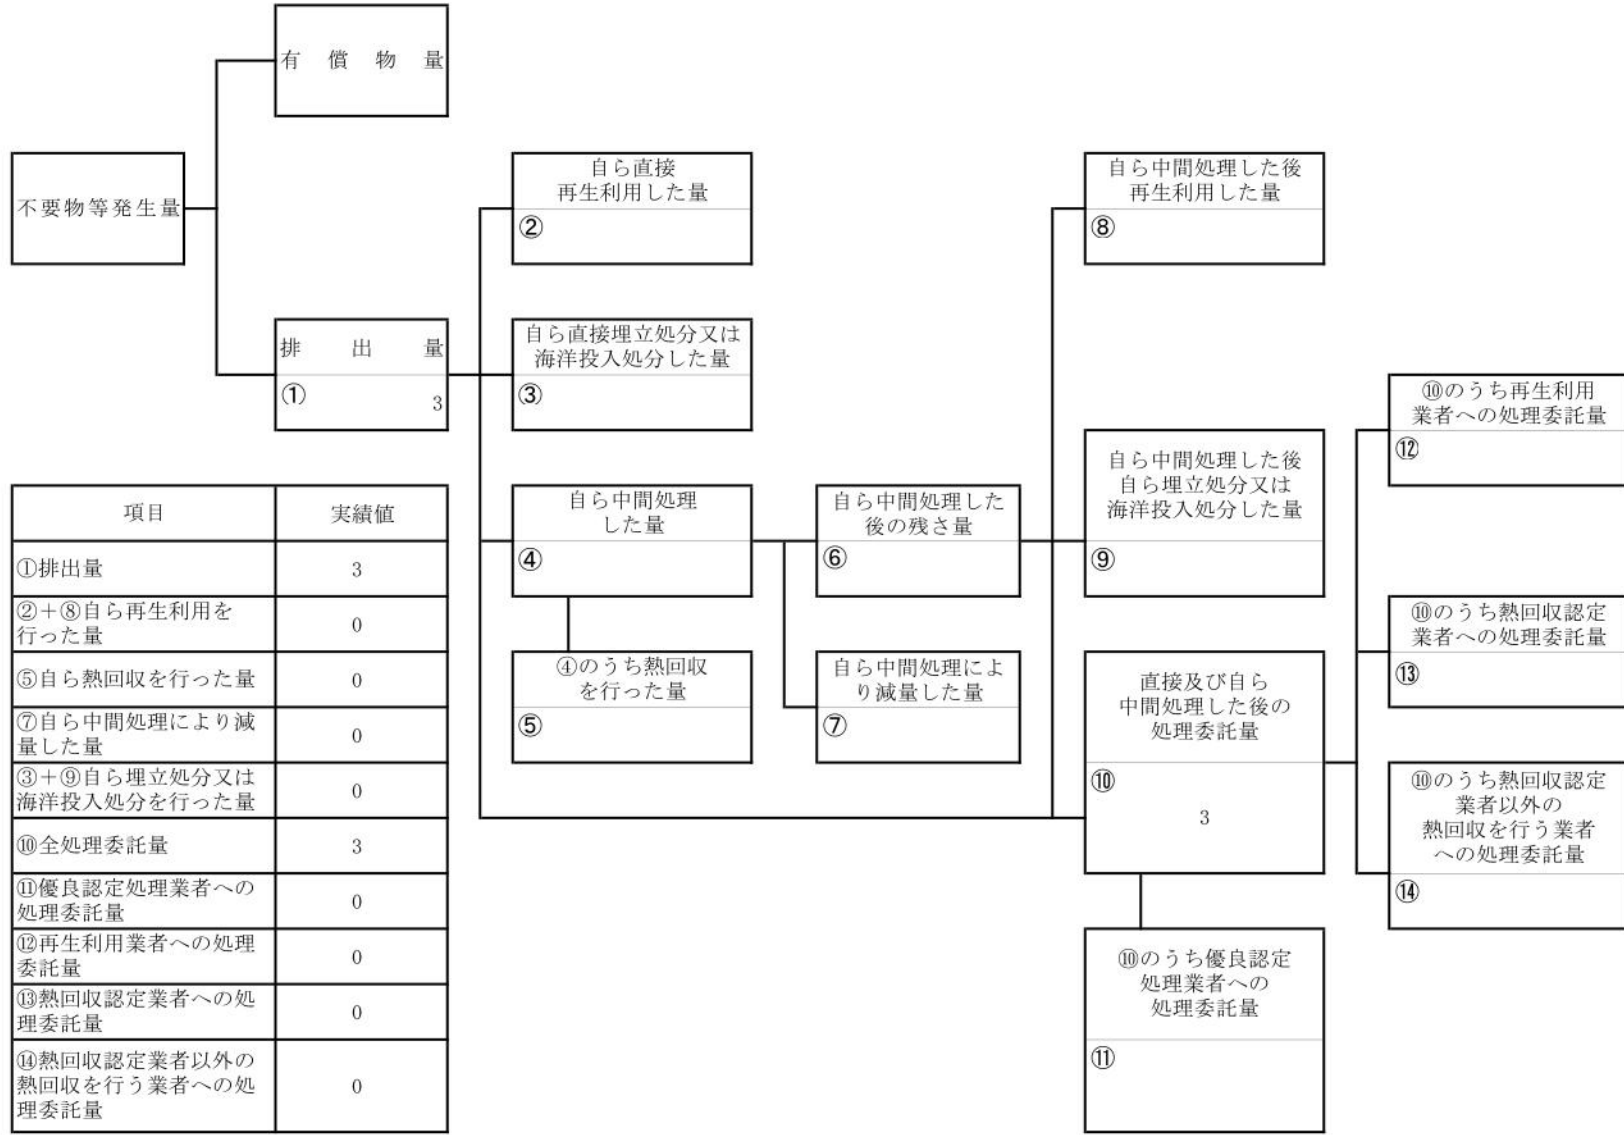 有償物量
不要物等発生量
排出量
①
3
自ら直接
再生利用した量
②
自ら直接埋立処分又は
海洋投入処分した量
③
自ら中間処理
した量
④
④のうち熱回収
を行った量
⑤
自ら中間処理した
後の残さ量
⑥
自ら中間処理によ
り減量した量
⑦
自ら中間処理した後
再生利用した量
⑧
自ら中間処理した後
自ら埋立処分又は
海洋投入処分した量
⑨
直接及び自ら
中間処理した後の
処理委託量
⑩
3
⑩のうち優良認定
処理業者への
処理委託量
⑪
⑩のうち再生利用
業者への処理委託量
⑫
⑩のうち熱回収認定
業者への処理委託量
⑬
⑩のうち熱回収認定
業者以外の
熱回収を行う業者
への処理委託量
⑭
項目 実績値
①排出量 3
②+⑧自ら再生利用を
行った量 0
⑤自ら熱回収を行った量 0
⑦自ら中間処理により減
量した量 0
③+⑨自ら埋立処分又は
海洋投入処分を行った量 0
⑩全処理委託量 3
⑪優良認定処理業者への
処理委託量 0
⑫再生利用業者への処理
委託量 0
⑬熱回収認定業者への処
理委託量 0
⑭熱回収認定業者以外の
熱回収を行う業者への処
理委託量 0